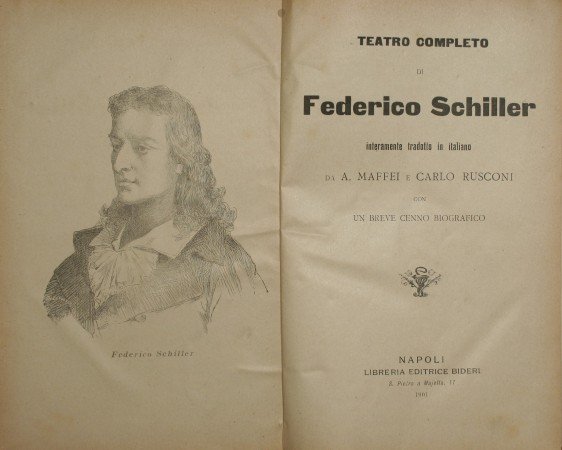 Federico Schiller
TEATRO COMPLETO
DI
Federico Schiller
interamente tradotto in italiano
DA A. MAFFEI E CARLO RUSCONI
CON
UN BREVE CENNO BIOGRAFICO
NAPOLI
LIBRERIA EDITRICE BIDERI
S. Pietro a Majella, 17
1901